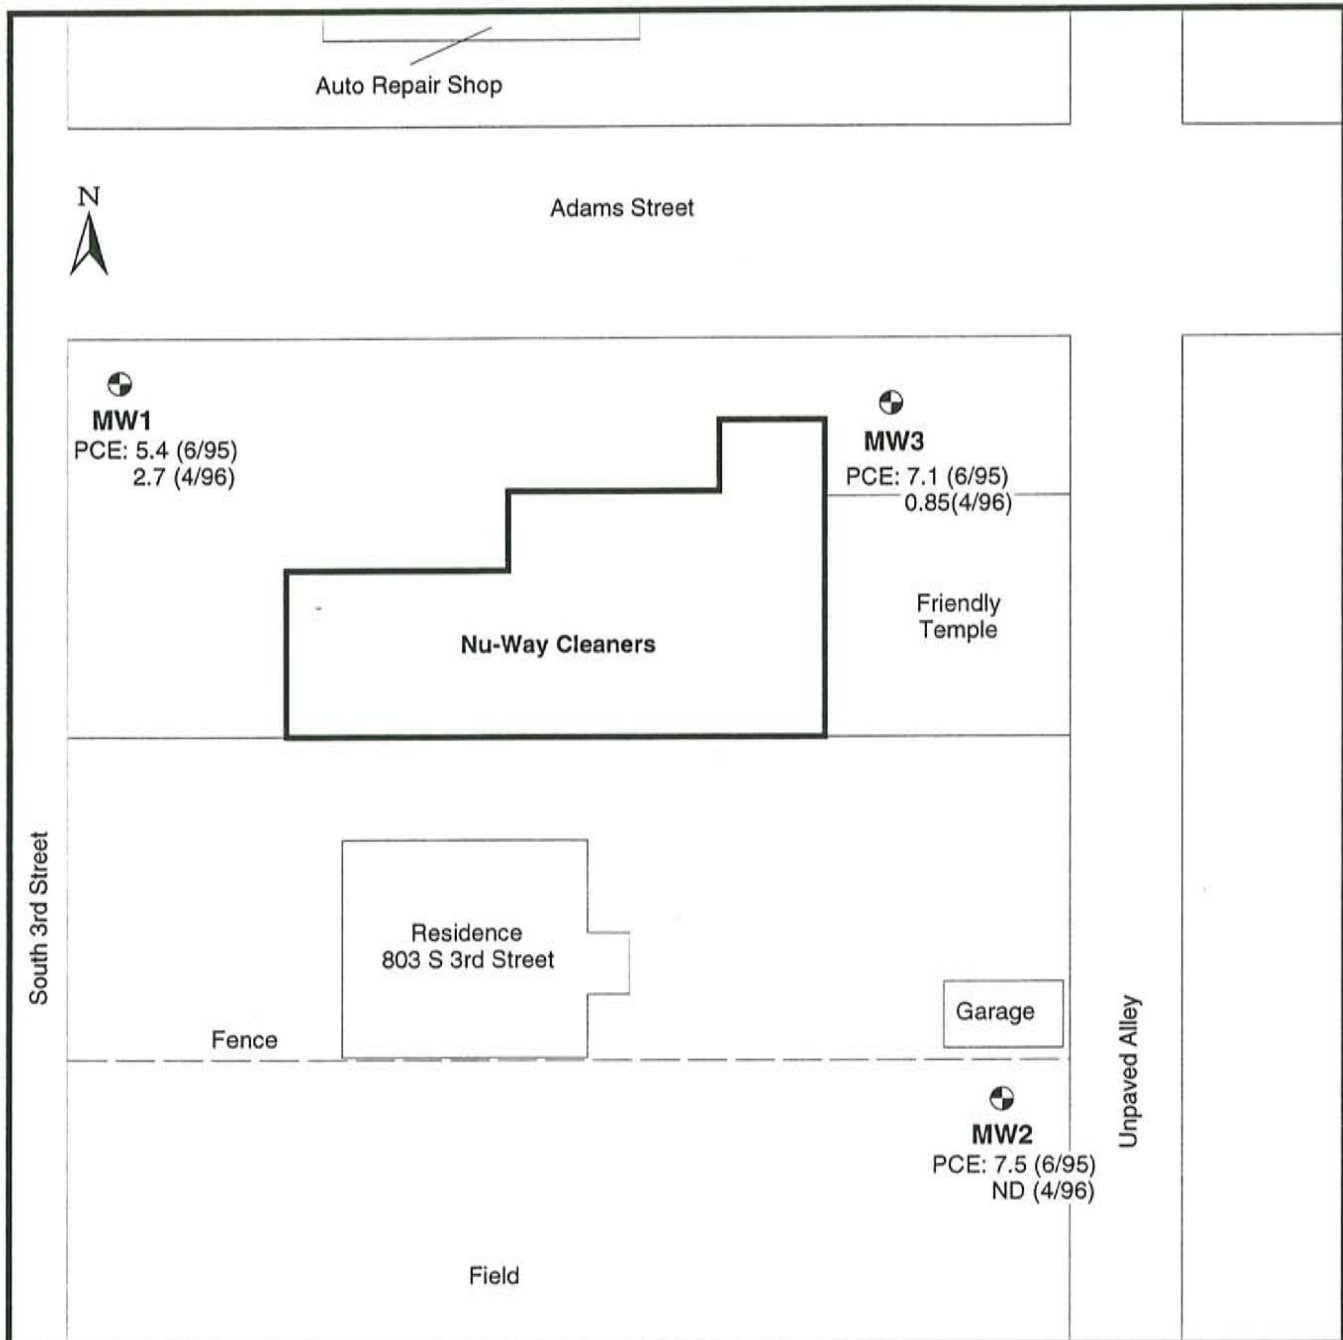 Auto Repair Shop
N
Adams Street
MW1
PCE: 5.4 (6/95)
2.7 (4/96)
MW3
PCE: 7.1 (6/95)
0.85(4/96)
Friendly
Temple
Nu-Way Cleaners
South 3rd Street
Residence
803 S 3rd Street
Garage
Fence
Unpaved Alley
MW2
PCE: 7.5 (6/95)
ND (4/96)
Field